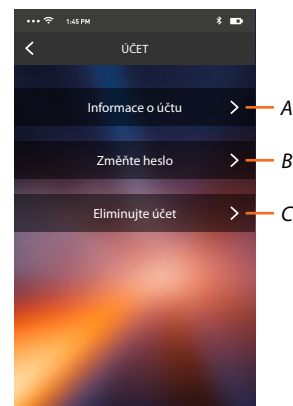 1:45 PM
ÚČET
Informace o účtu A
Změňte heslo B
Eliminujte účet C